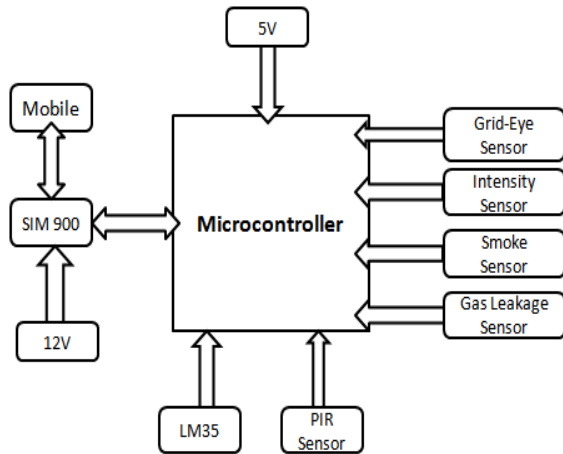 5V
Mobile
Grid-Eye
Sensor
Intensity
Sensor
SIM 900
Microcontroller
Smoke
Sensor
Gas Leakage
Sensor
12V
LM35
PIR
Sensor